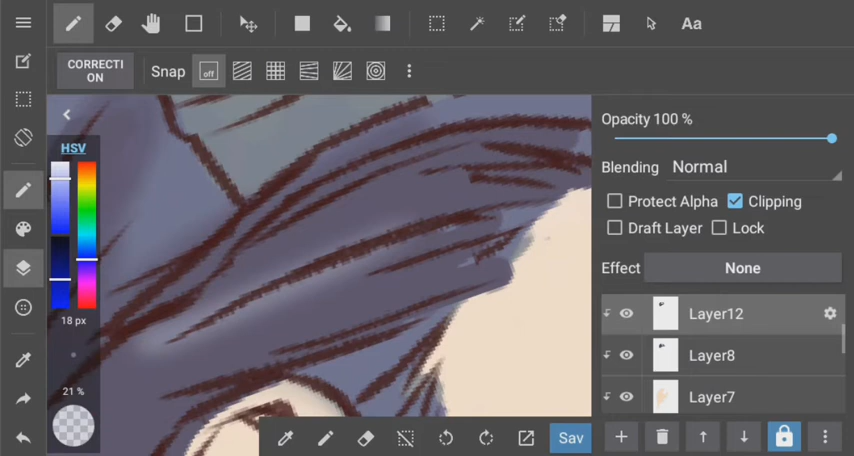 Aa
CORRECTI
ON
Snap
off
HSV
18 px
21 %
Opacity 100 %
Blending Normal
Protect Alpha
Clipping
Draft Layer
Lock
Effect
None
Layer12
Layer8
Layer7
Sav